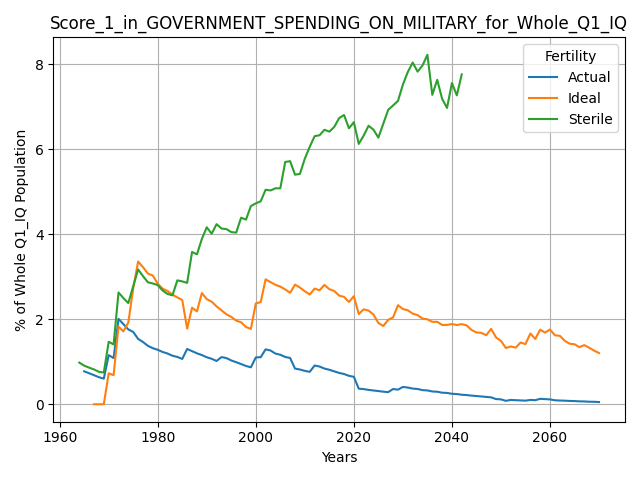 Score_1_in_GOVERNMENT_SPENDING_ON_MILITARY_for_Whole_Q1_IQ
Fertility
Actual
Ideal
Sterile
% of Whole Q1_IQ Population
8
6
4
2
0
1960
1980
2000
2020
2040
2060
Years